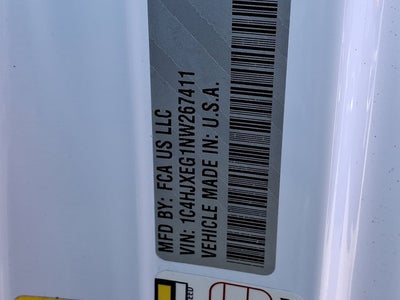 MFD BY: FCA US LLC
VIN: 1C4HJXEG1NW267411
VEHICLE MADE IN: U.S.A.